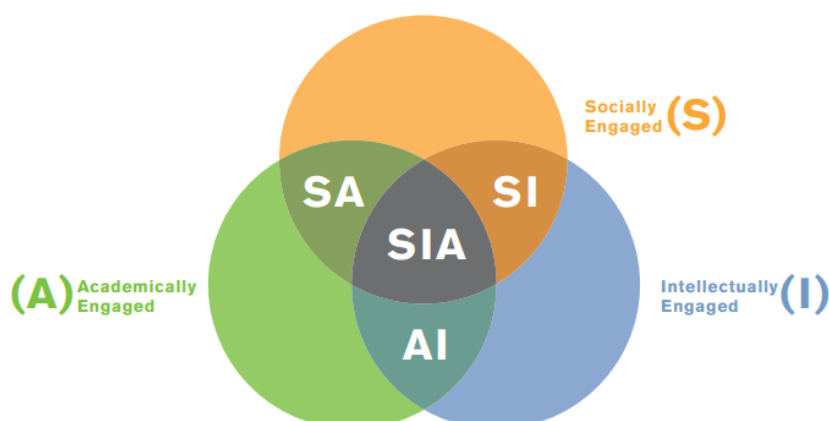 Socially
Engaged (S)
SA
SI
SIA
(A) Academically
Engaged
Intellectually (I)
Engaged
AI